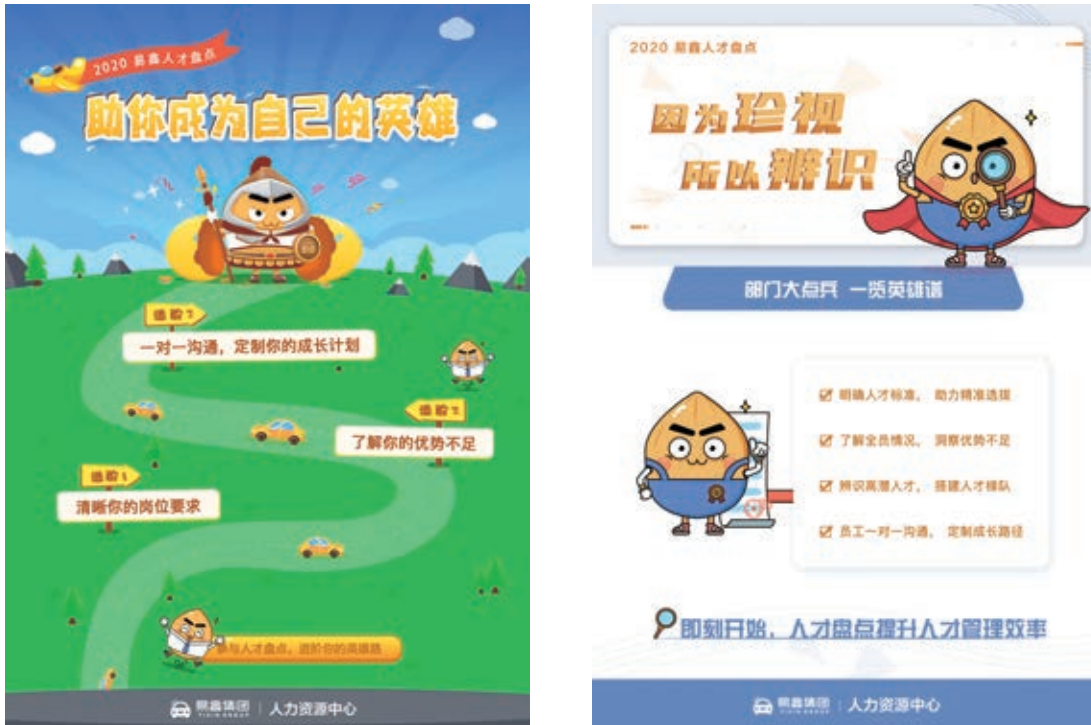 2020 易鑫人才盘点
助你成为自己的英雄
进阶3
一对一沟通，定制你的成长计划
进阶2
了解你的优势不足
进阶1
清晰你的岗位要求
参与人才盘点，进阶你的英雄路
易鑫集团
YIXIN GROUP
人力资源中心
2020 易鑫人才盘点
因为珍视
所以辨识
部门大点兵 一览英雄谱
明确人才标准， 助力精准选拔
了解全员情况， 洞察优势不足
辨识高潜人才， 搭建人才梯队
员工一对一沟通， 定制成长路径
即刻开始，人才盘点提升人才管理效率
易鑫集团
YIXIN GROUP
人力资源中心